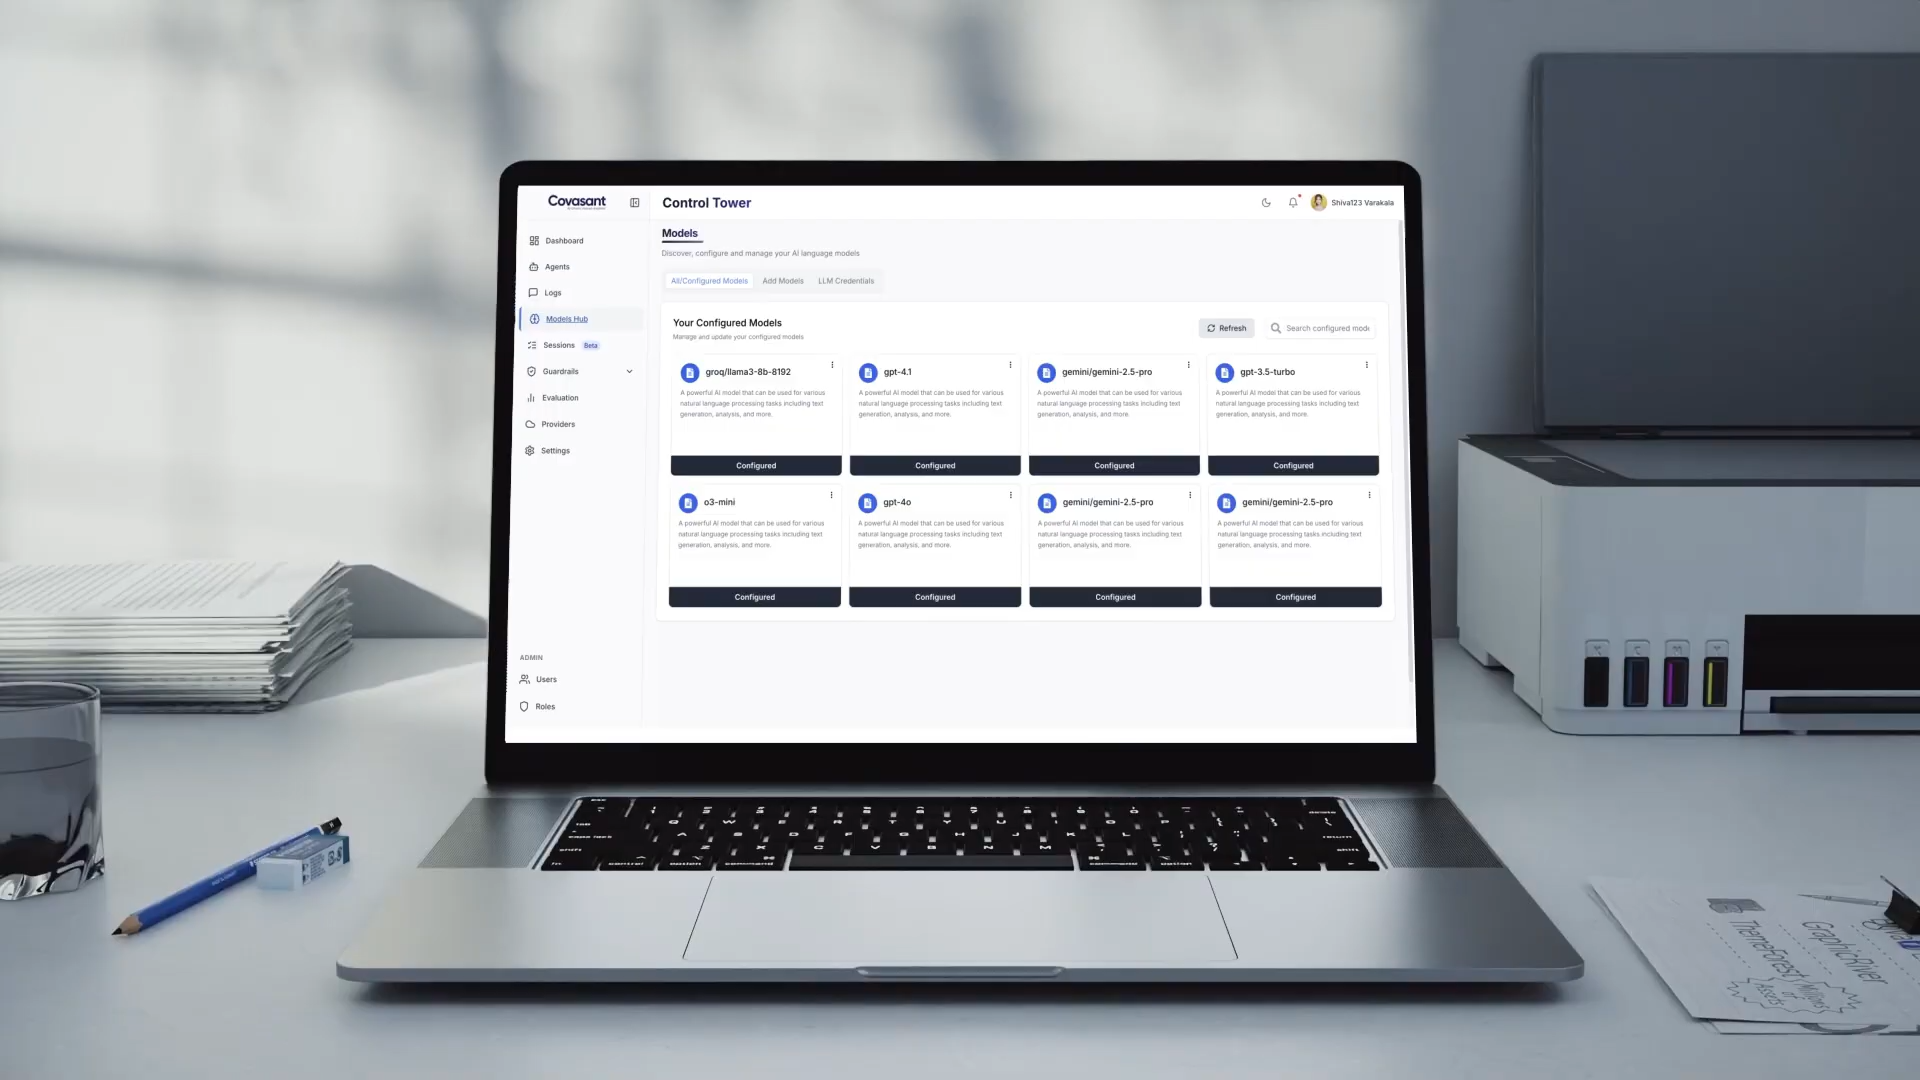 Covasant
Control Tower
Shiva123 Varakala
Dashboard
Agents
Logs
Models Hub
Sessions Beta
Guardrails
Evaluation
Providers
Settings
ADMIN
Users
Roles
Models
Discover, configure and manage your AI language models
All/Configured Models Add Models LLM Credentials
Your Configured Models
Manage and update your configured models
Refresh
Search configured mode
groq/llama3-8b-8192
A powerful AI model that can be used for various
natural language processing tasks including text
generation, analysis, and more.
Configured
gpt-4.1
A powerful AI model that can be used for various
natural language processing tasks including text
generation, analysis, and more.
Configured
gemini/gemini-2.5-pro
A powerful AI model that can be used for various
natural language processing tasks including text
generation, analysis, and more.
Configured
gpt-3.5-turbo
A powerful AI model that can be used for various
natural language processing tasks including text
generation, analysis, and more.
Configured
o3-mini
A powerful AI model that can be used for various
natural language processing tasks including text
generation, analysis, and more.
Configured
gpt-4o
A powerful AI model that can be used for various
natural language processing tasks including text
generation, analysis, and more.
Configured
gemini/gemini-2.5-pro
A powerful AI model that can be used for various
natural language processing tasks including text
generation, analysis, and more.
Configured
gemini/gemini-2.5-pro
A powerful AI model that can be used for various
natural language processing tasks including text
generation, analysis, and more.
Configured
GraphicRiver
ThemeForest
Millions
of
Assets